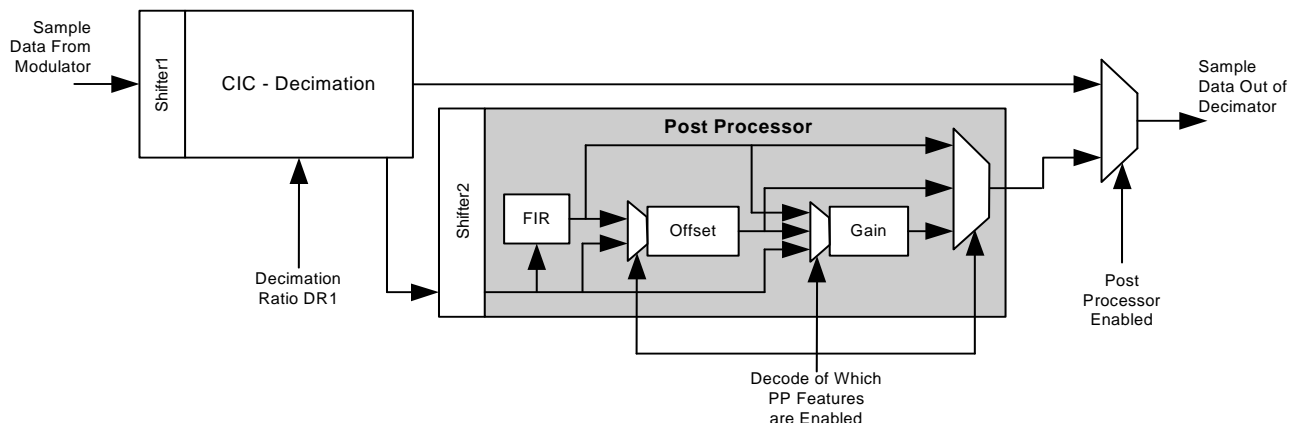 Sample
Data From
Modulator
Shifter1
CIC - Decimation
Sample
Data Out of
Decimator
Post Processor
Shifter2
FIR
Offset
Gain
Decimation
Ratio DR1
Post
Processor
Enabled
Decode of Which
PP Features
are Enabled